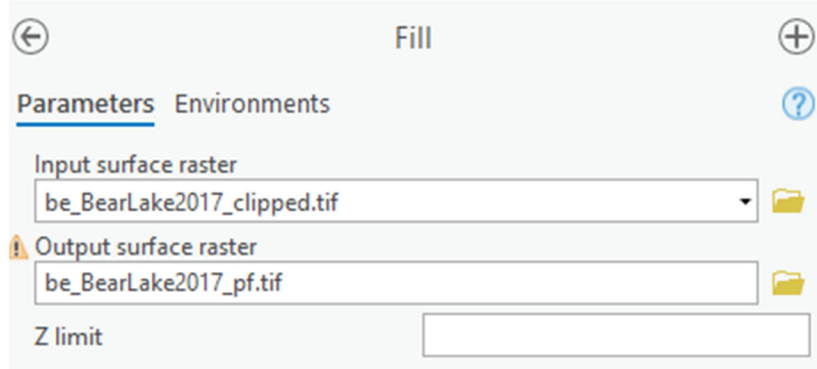 Fill
Parameters Environments
Input surface raster
be_BearLake2017_clipped.tif
Output surface raster
be_BearLake2017_pf.tif
Z limit